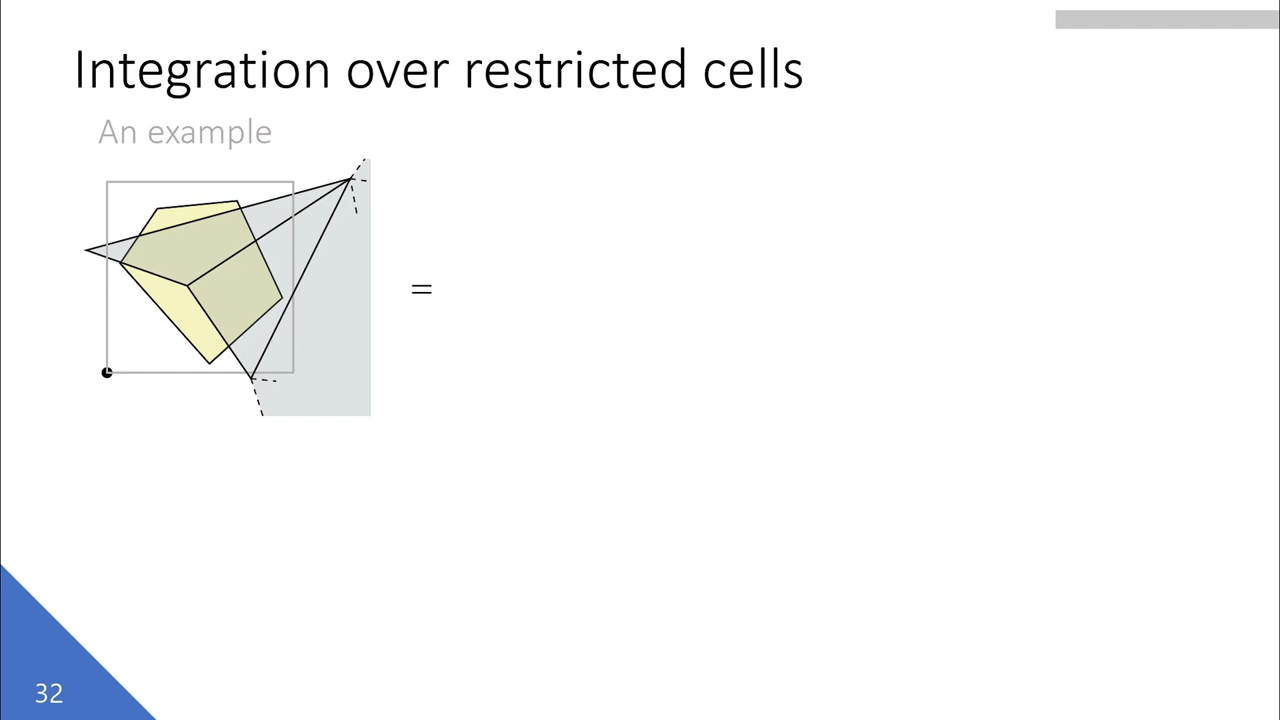 Integration over restricted cells
An example
=
32